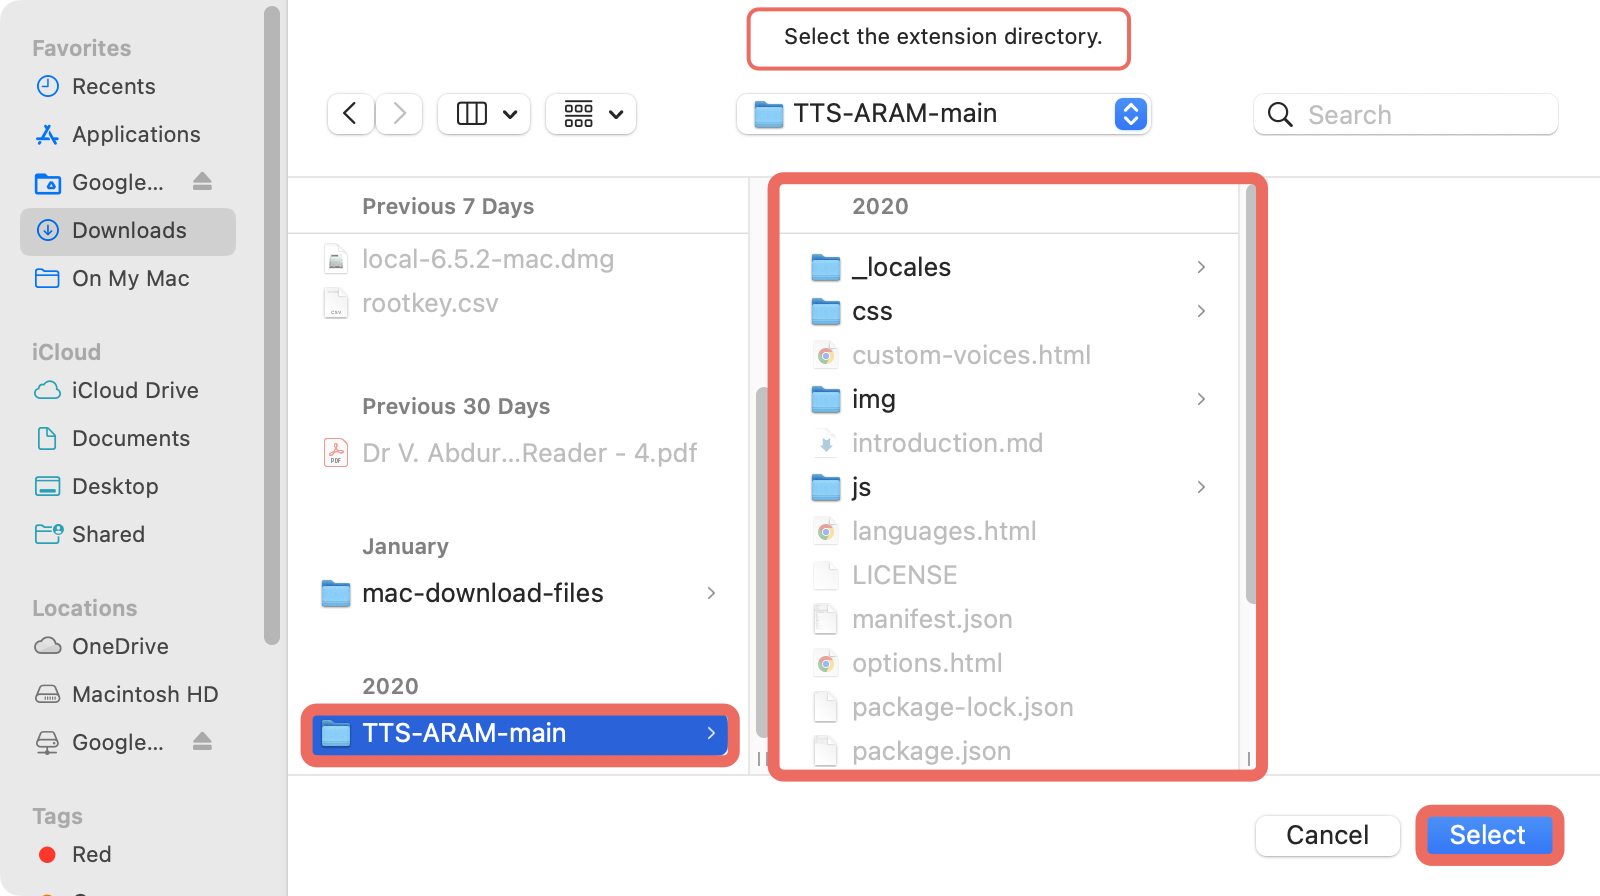 Select the extension directory.
TTS-ARAM-main
Search
Favorites
Recents
Applications
Google...
Downloads
On My Mac
iCloud
iCloud Drive
Documents
Desktop
Shared
Locations
OneDrive
Macintosh HD
Google...
Tags
Red
Previous 7 Days
local-6.5.2-mac.dmg
rootkey.csv
Previous 30 Days
Dr V. Abdur...Reader - 4.pdf
January
mac-download-files
2020
TTS-ARAM-main
2020
_locales
css
custom-voices.html
img
introduction.md
js
languages.html
LICENSE
manifest.json
options.html
package-lock.json
package.json
Cancel
Select